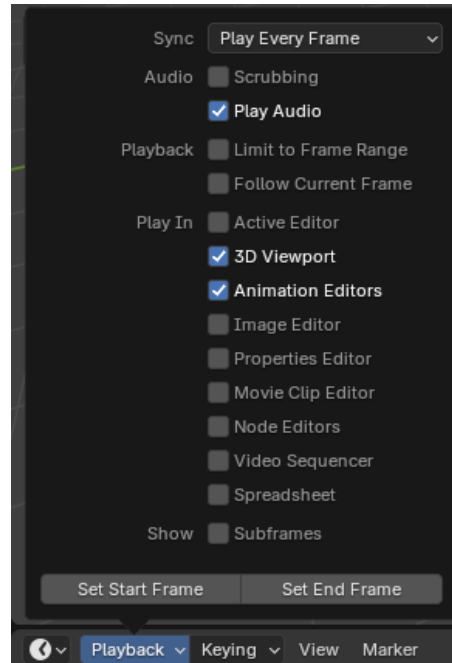 Sync Play Every Frame
Audio Scrubbing
Play Audio
Playback Limit to Frame Range
Follow Current Frame
Play In Active Editor
3D Viewport
Animation Editors
Image Editor
Properties Editor
Movie Clip Editor
Node Editors
Video Sequencer
Spreadsheet
Show Subframes
Set Start Frame Set End Frame
Playback Keying View Marker